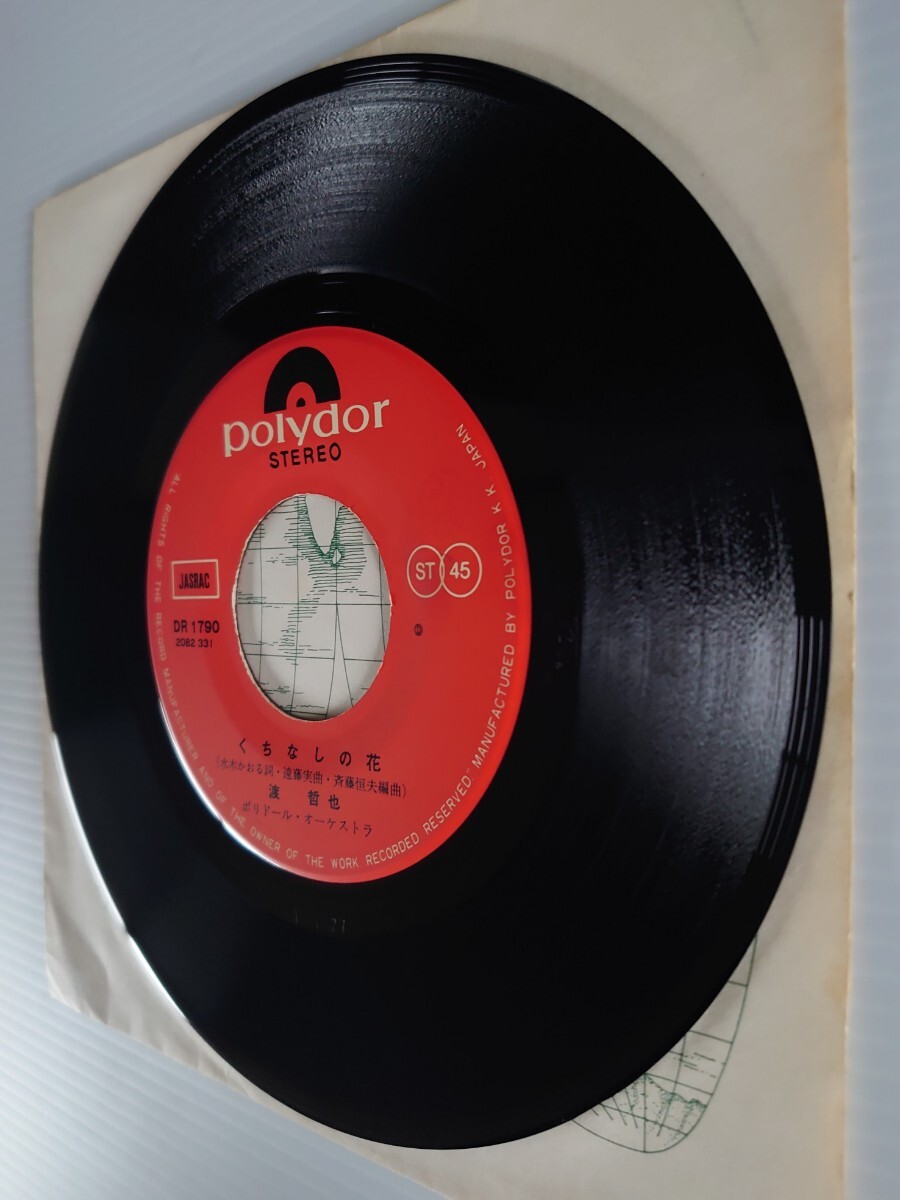 polydor
STEREO
JASRAC
DR 1790
2082 331
ST 45
くちなしの花
(水木かおる詞・遠藤実曲・斉藤恒夫編曲)
渡 哲也
ポリドール・オーケストラ
ALL RIGHTS OF THE RECORD MANUFACTURER AND OF THE OWNER OF THE WORK RECORDED RESERVED. MANUFACTURED BY POLYDOR K K JAPAN